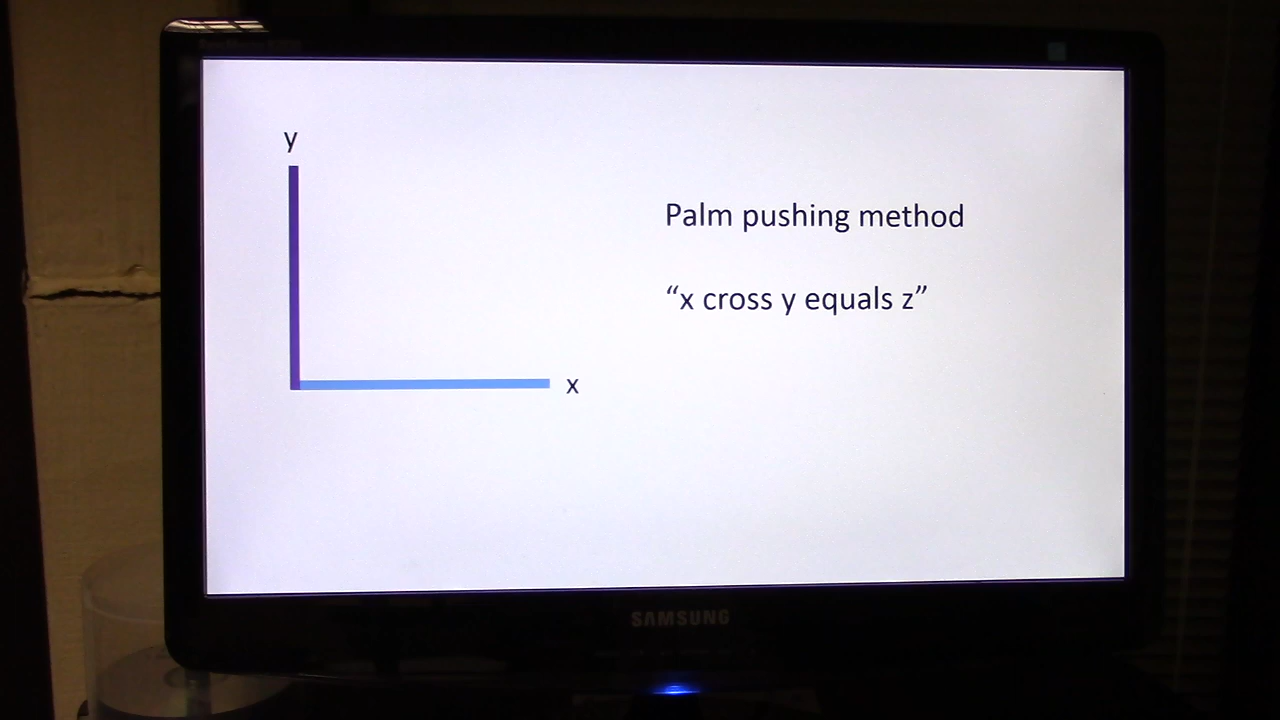 y
Palm pushing method
“x cross y equals z”
x
SAMSUNG